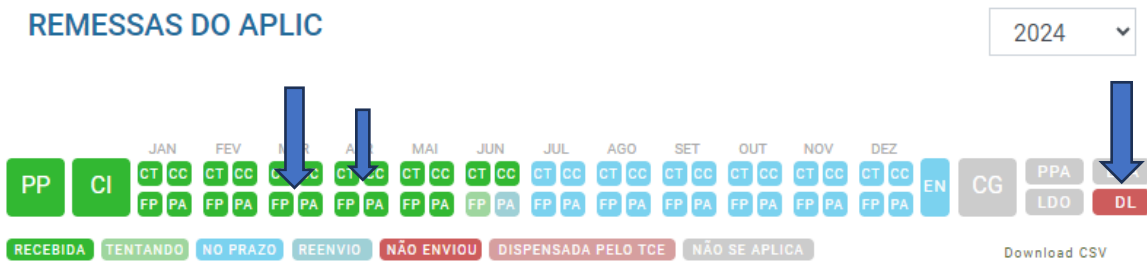 REMESSAS DO APLIC
2024
JAN FEV MAI JUN JUL AGO SET OUT NOV DEZ
CT CC CT CC CT CC CT CC CT CC CT CC CT CC CT CC CT CC CT CC CT CC
PP CI EN CG PPA
FP PA FP PA FP PA FP PA FP PA FP PA FP PA FP PA FP PA FP PA FP PA FP PA LDO DL
RECEBIDA TENTANDO NO PRAZO REENVIO NÃO ENVIOU DISPENSADA PELO TCE NÃO SE APLICA
Download CSV